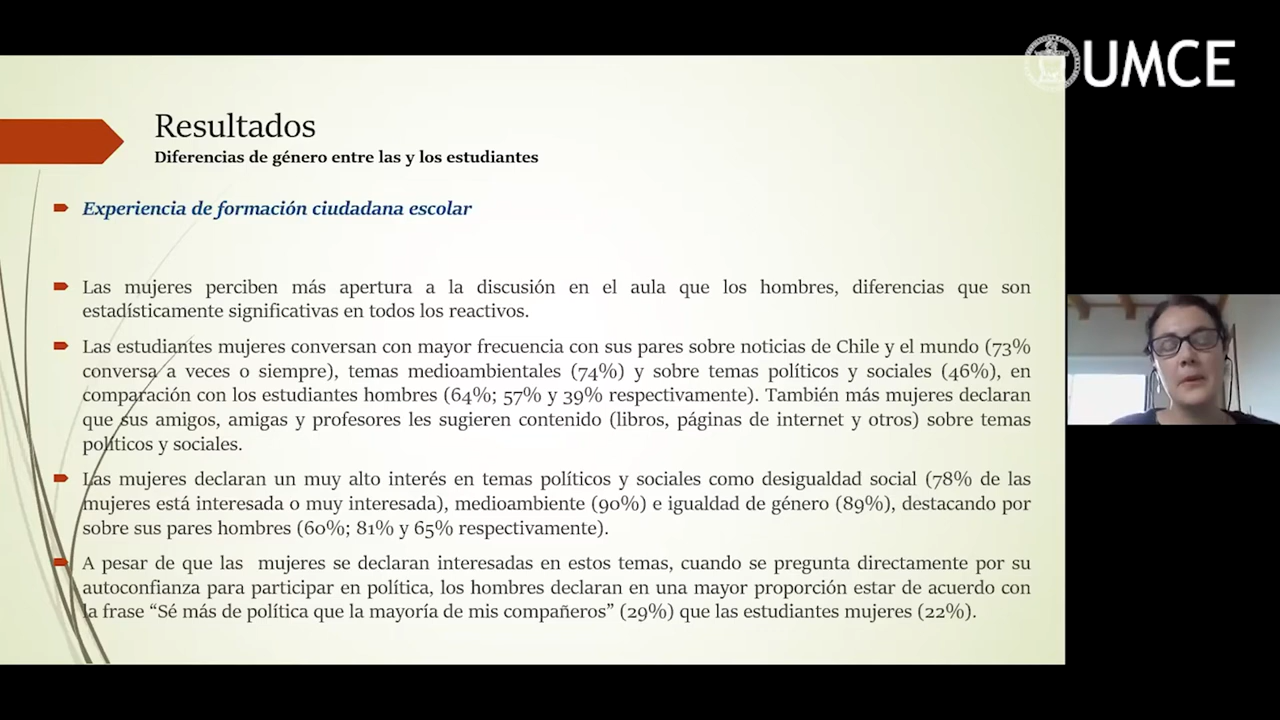 UMCE
Resultados
Diferencias de género entre las y los estudiantes
Experiencia de formación ciudadana escolar
Las mujeres perciben más apertura a la discusión en el aula que los hombres, diferencias que son
estadísticamente significativas en todos los reactivos.
Las estudiantes mujeres conversan con mayor frecuencia con sus pares sobre noticias de Chile y el mundo (73%
conversa a veces o siempre), temas medioambientales (74%) y sobre temas políticos y sociales (46%), en
comparación con los estudiantes hombres (64%; 57% y 39% respectivamente). También más mujeres declaran
que sus amigos, amigas y profesores les sugieren contenido (libros, páginas de internet y otros) sobre temas
políticos y sociales.
Las mujeres declaran un muy alto interés en temas políticos y sociales como desigualdad social (78% de las
mujeres está interesada o muy interesada), medioambiente (90%) e igualdad de género (89%), destacando por
sobre sus pares hombres (60%; 81% y 65% respectivamente).
A pesar de que las mujeres se declaran interesadas en estos temas, cuando se pregunta directamente por su
autoconfianza para participar en política, los hombres declaran en una mayor proporción estar de acuerdo con
la frase “Sé más de política que la mayoría de mis compañeros” (29%) que las estudiantes mujeres (22%).